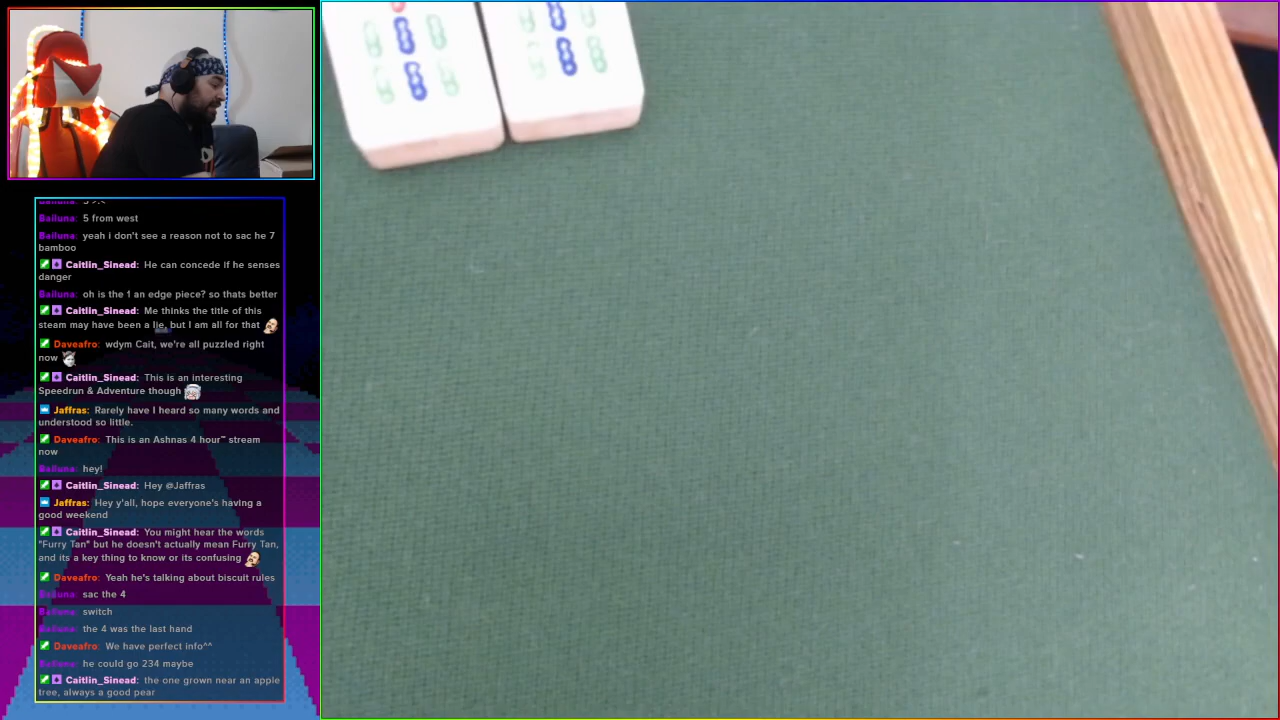 Bailuna: 5 from west
Bailuna: yeah i don't see a reason not to sac he 7
bamboo
Caitlin_Sinead: He can concede if he senses
danger
Bailuna: oh is the 1 an edge piece? so thats better
Caitlin_Sinead: Me thinks the title of this
steam may have been a lie, but I am all for that
Daveafro: wdym Cait, we're all puzzled right
now
Caitlin_Sinead: This is an interesting
Speedrun & Adventure though
Jaffras: Rarely have I heard so many words and
understood so little.
Daveafro: This is an Ashnas 4 hour™ stream
now
Bailuna: hey!
Caitlin_Sinead: Hey @Jaffras
Jaffras: Hey y'all, hope everyone's having a
good weekend
Caitlin_Sinead: You might hear the words
"Furry Tan" but he doesn't actually mean Furry Tan,
and its a key thing to know or its confusing
Daveafro: Yeah he's talking about biscuit rules
Bailuna: sac the 4
Bailuna: switch
Bailuna: the 4 was the last hand
Daveafro: We have perfect info^^
Bailuna: he could go 234 maybe
Caitlin_Sinead: the one grown near an apple
tree, always a good pear